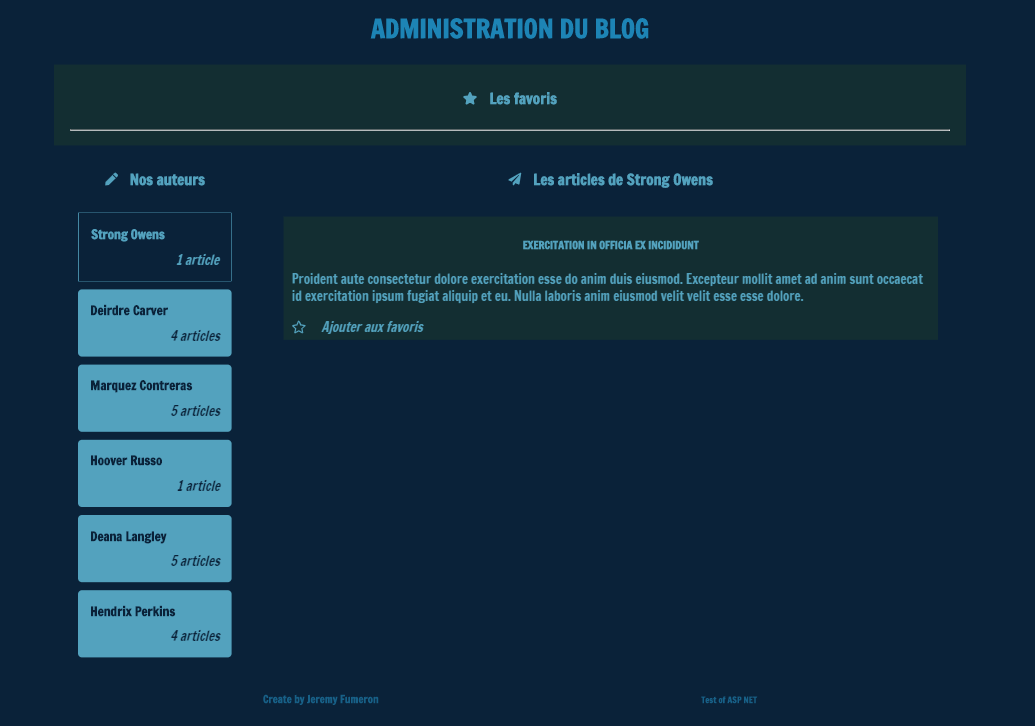 ADMINISTRATION DU BLOG
Les favoris
Nos auteurs
Strong Owens
1 article
Deirdre Carver
4 articles
Marquez Contreras
5 articles
Hoover Russo
1 article
Deana Langley
5 articles
Hendrix Perkins
4 articles
Les articles de Strong Owens
EXERCITATION IN OFFICIA EX INCIDIDUNT
Proident aute consectetur dolore exercitation esse do anim duis eiusmod. Excepteur mollit amet ad anim sunt occaecat
id exercitation ipsum fugiat aliquip et eu. Nulla laboris anim eiusmod velit velit esse esse dolore.
Ajouter aux favoris
Create by Jeremy Fumeron
Test of ASP NET